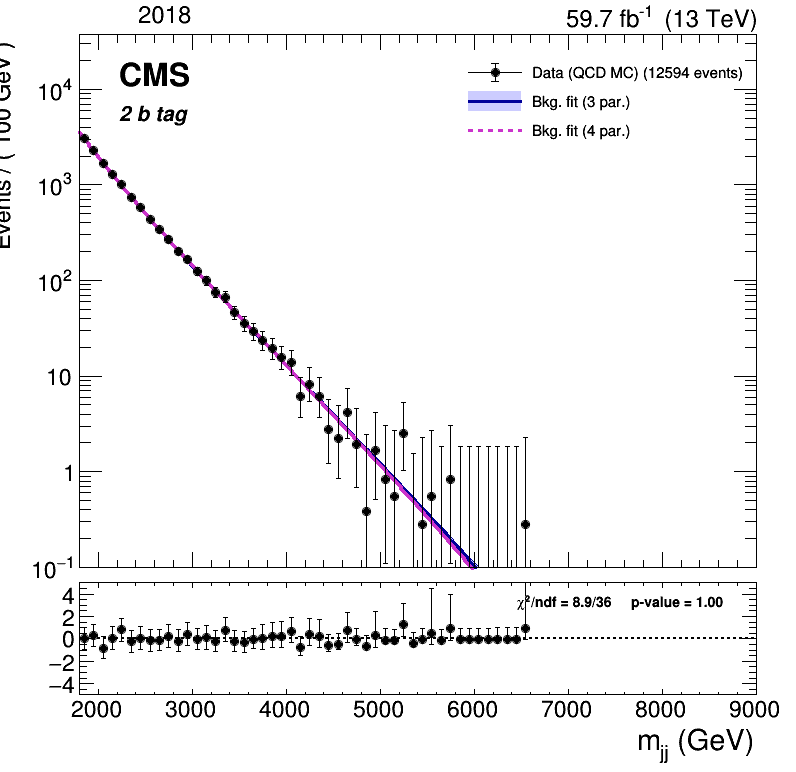 2018 59.7 fb⁻¹ (13 TeV)
CMS
2 b tag
Data (QCD MC) (12594 events)
Bkg. fit (3 par.)
Bkg. fit (4 par.)
Events / ( 100 GeV )
10⁴
10³
10²
10
1
10⁻¹
χ²/ndf = 8.9/36 p-value = 1.00
4
2
0
−2
−4
2000 3000 4000 5000 6000 7000 8000 9000
m_jj (GeV)